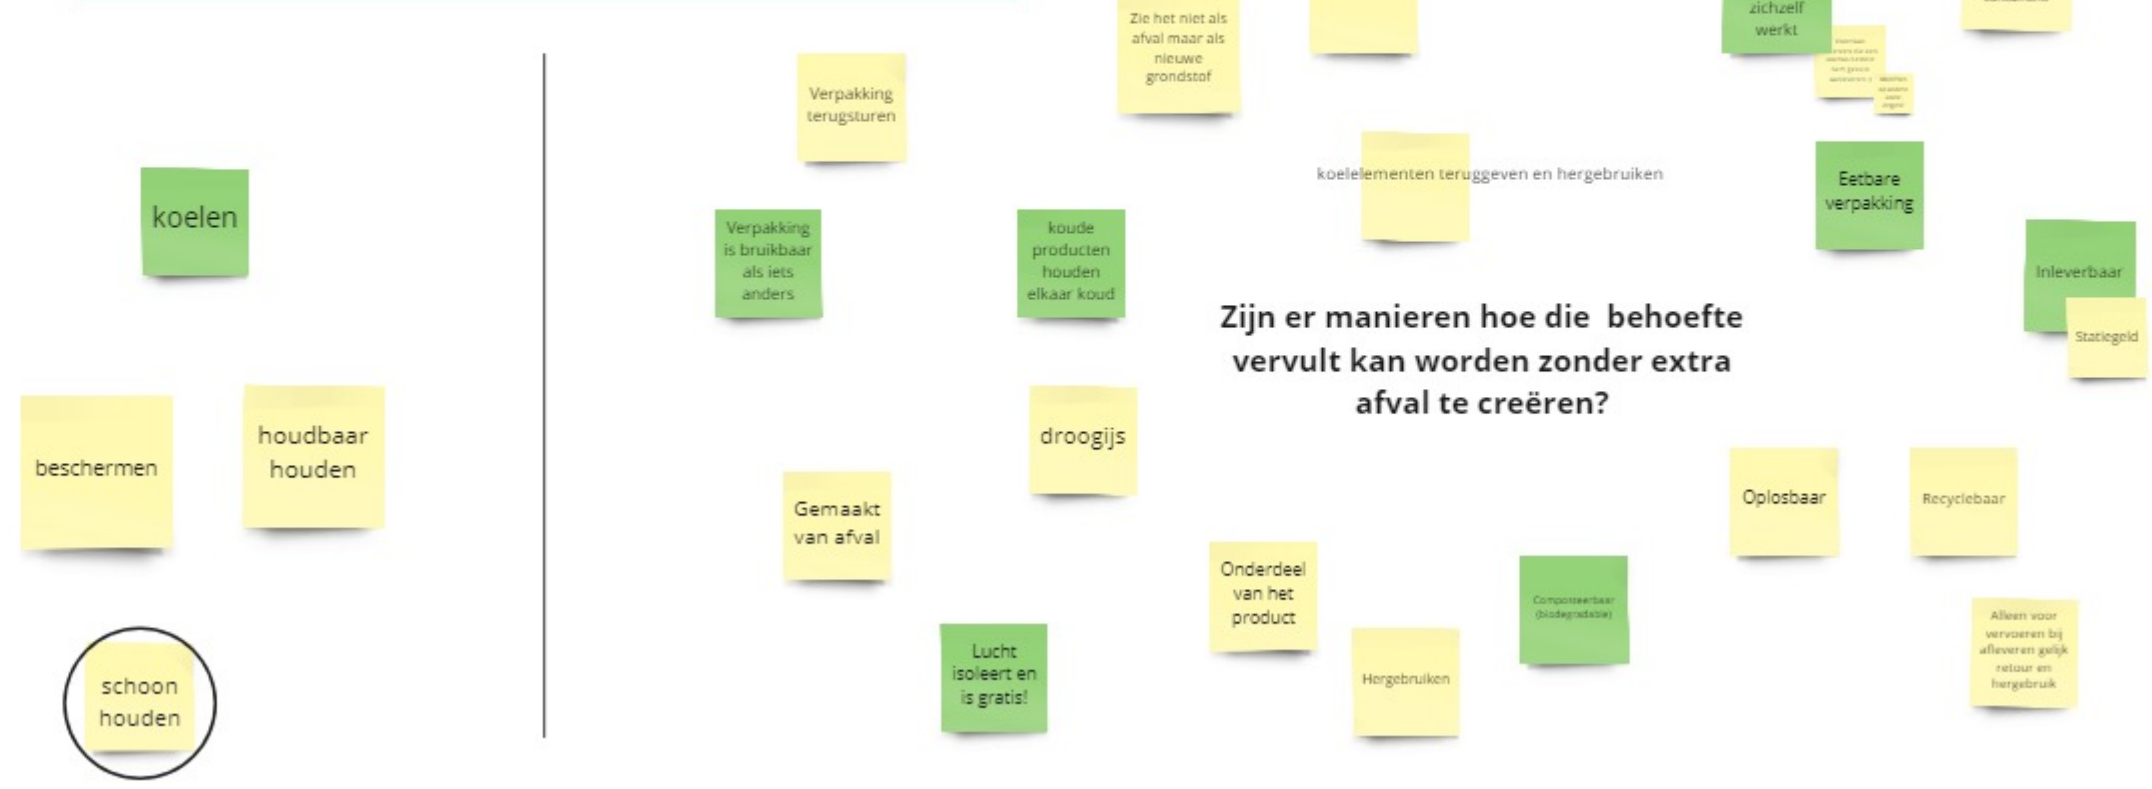 koelen
beschermen
houdbaar
houden
schoon
houden
Zie het niet als
afval maar als
nieuwe
grondstof
zichzelf
werkt
Verpakking
terugsturen
koelelementen teruggeven en hergebruiken
Eetbare
verpakking
Verpakking
is bruikbaar
als iets
anders
koude
producten
houden
elkaar koud
Inleverbaar
Statiegeld
Zijn er manieren hoe die behoefte
vervult kan worden zonder extra
afval te creëren?
droogijs
Gemaakt
van afval
Oplosbaar
Recyclebaar
Onderdeel
van het
product
Composteerbaar
(biodegradable)
Lucht
isoleert en
is gratis!
Hergebruiken
Alleen voor
vervoeren bij
afleveren gelijk
retour en
hergebruik